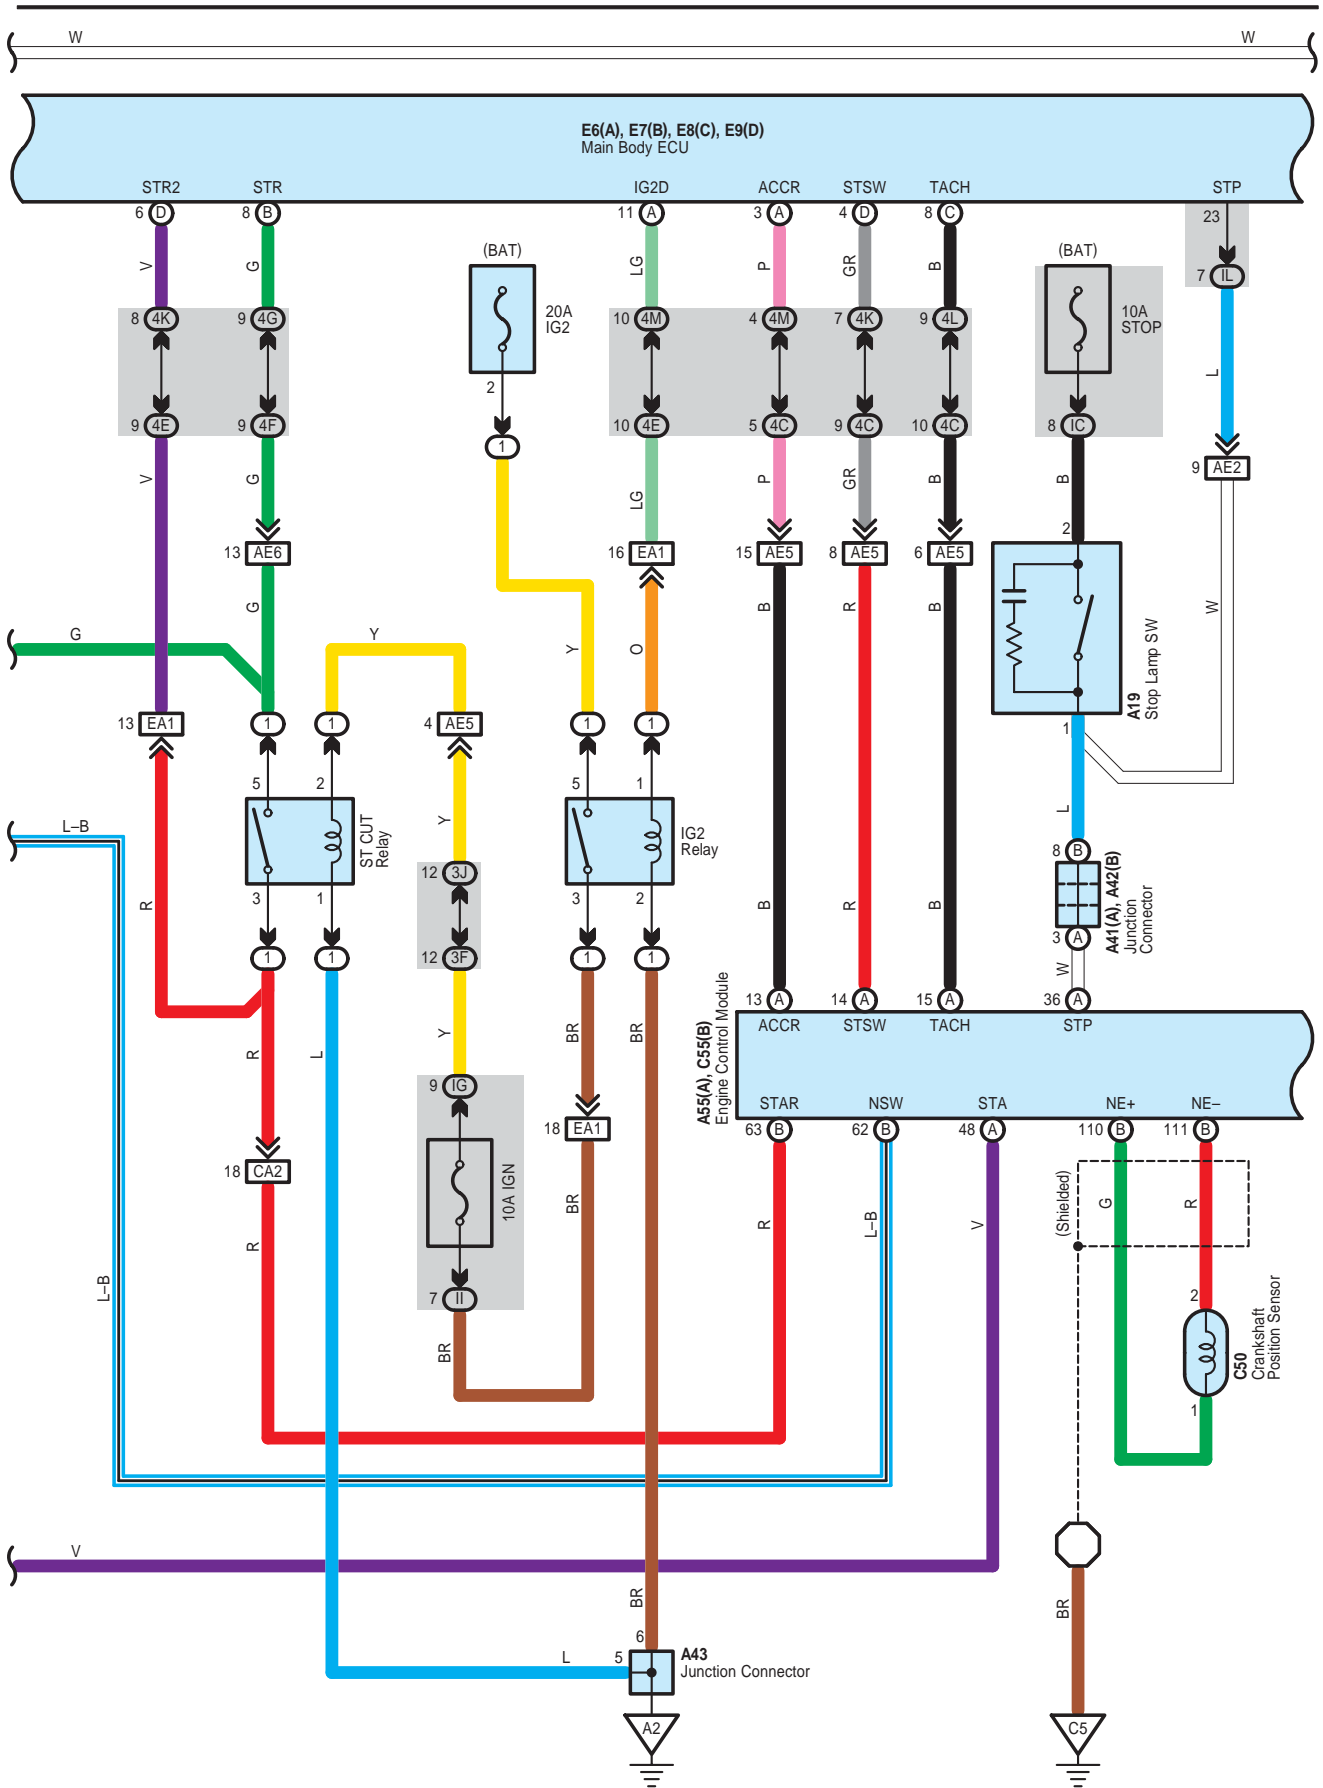 W W
E6(A), E7(B), E8(C), E9(D)
Main Body ECU
STR2 STR IG2D ACCR STSW TACH STP
6 D 8 B 11 A 3 A 4 D 8 C 23
(BAT) (BAT)
V G LG P GR B
7 IL
20A
IG2
10A
STOP
8 4K 9 4G 10 4M 4 4M 7 4K 9 4L
2
L
9 4E 9 4F 10 4E 5 4C 9 4C 10 4C 8 IC
1
V G LG P GR B B
9 AE2
2
13 AE6 16 EA1 15 AE5 8 AE5 6 AE5
G B R B W
G Y Y O
A19
Stop Lamp SW
13 EA1 1 1 4 AE5 1 1
1
5 2 5 1
L–B Y L
ST CUT
Relay
IG2
Relay
8 B
A41(A), A42(B)
Junction
Connector
12 3J
3 1 3 2
R B R B
3 A
1 1 12 3F 1 1
W
13 A 14 A 15 A 36 A
A55(A), C55(B)
Engine Control Module
ACCR STSW TACH STP
R L Y BR BR
9 IG
STAR NSW STA NE+ NE–
18 EA1 63 B 62 B 48 A 110 B 111 B
18 CA2
10A IGN
(Shielded)
BR R L–B V G R
R
L–B
7 II
2
BR
C50
Crankshaft
Position Sensor
1
V
BR BR
6
5
L
A43
Junction Connector
A2 C5